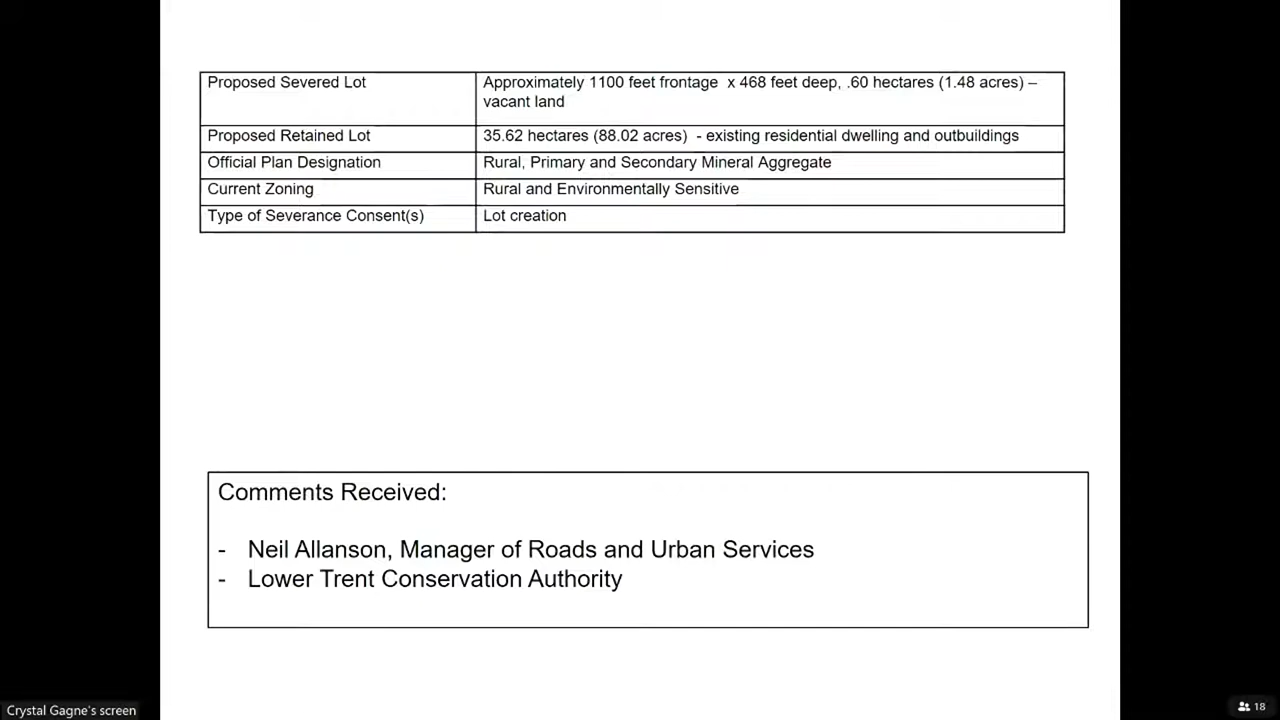 Proposed Severed Lot
Approximately 1100 feet frontage x 468 feet deep, .60 hectares (1.48 acres) –
vacant land
Proposed Retained Lot
35.62 hectares (88.02 acres) - existing residential dwelling and outbuildings
Official Plan Designation
Rural, Primary and Secondary Mineral Aggregate
Current Zoning
Rural and Environmentally Sensitive
Type of Severance Consent(s)
Lot creation
Comments Received:
- Neil Allanson, Manager of Roads and Urban Services
- Lower Trent Conservation Authority
Crystal Gagne's screen
18